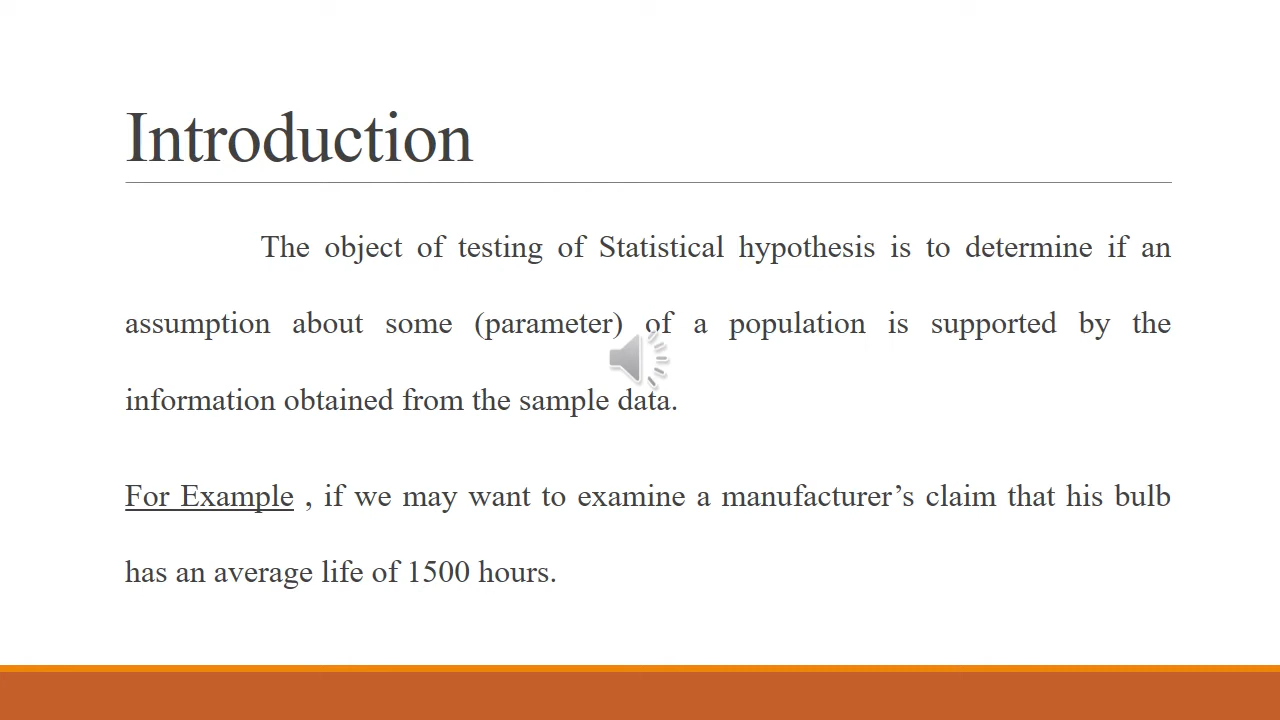 Introduction
The object of testing of Statistical hypothesis is to determine if an
assumption about some (parameter) of a population is supported by the
information obtained from the sample data.
For Example , if we may want to examine a manufacturer’s claim that his bulb
has an average life of 1500 hours.